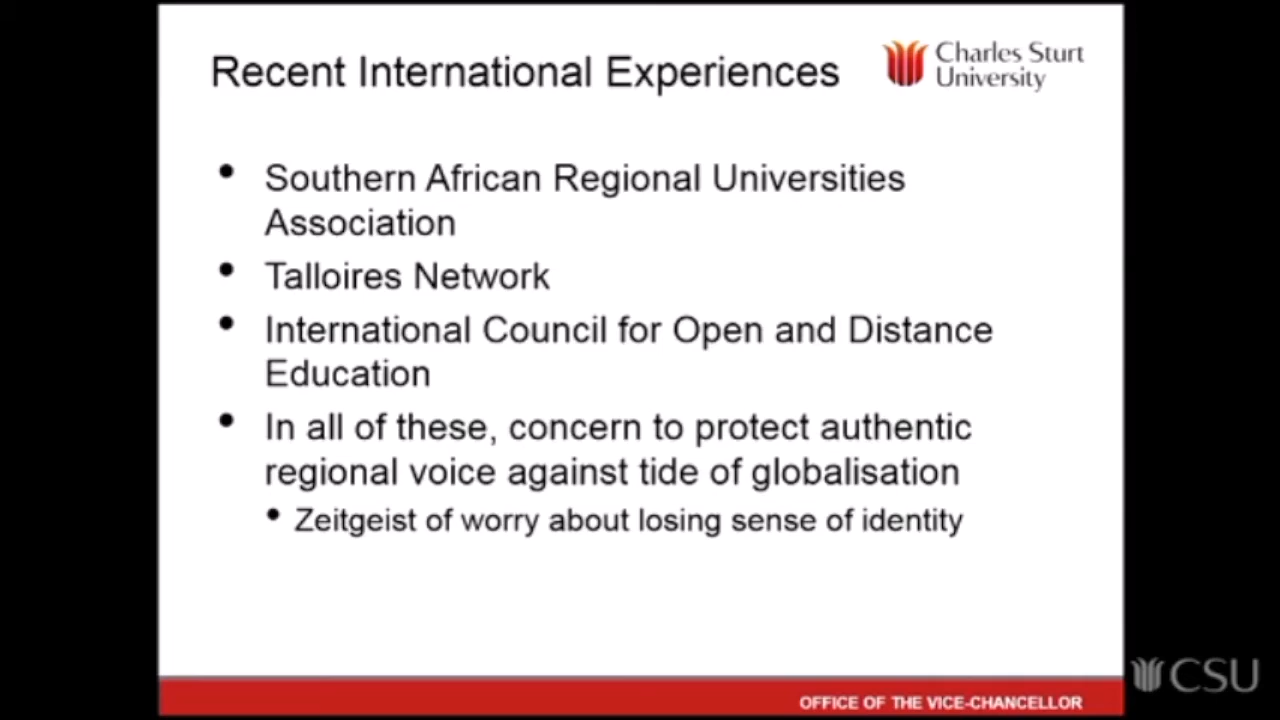 Recent International Experiences
Charles Sturt
University
• Southern African Regional Universities
Association
• Talloires Network
• International Council for Open and Distance
Education
• In all of these, concern to protect authentic
regional voice against tide of globalisation
• Zeitgeist of worry about losing sense of identity
OFFICE OF THE VICE-CHANCELLOR
CSU